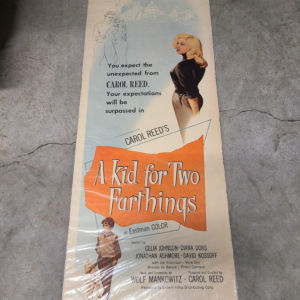 You expect the
unexpected from
CAROL REED.
Your expectations
will be
surpassed in
CAROL REED'S
A Kid for Two
Farthings
in Eastman COLOR
CELIA JOHNSON · DIANA DORS
JONATHAN ASHMORE · DAVID KOSSOFF
WOLF MANKOWITZ · CAROL REED